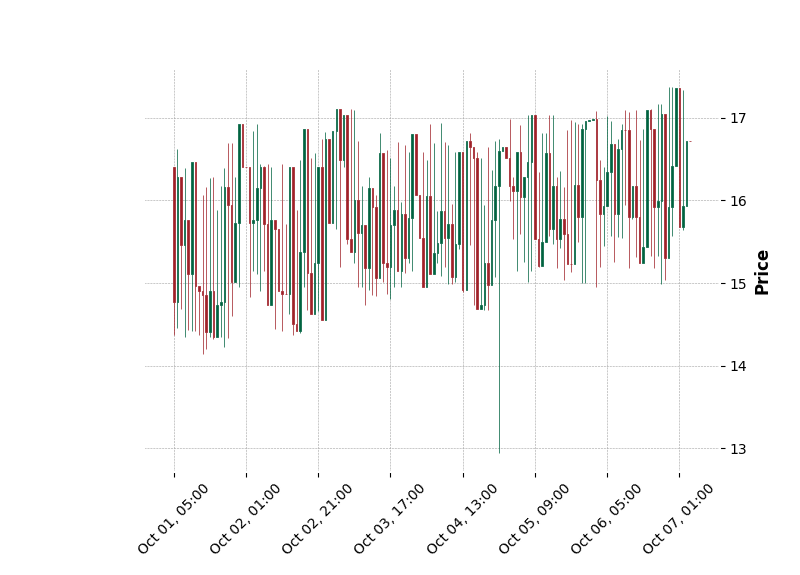 17
16
15
14
13
Price
Oct 01, 05:00
Oct 02, 01:00
Oct 02, 21:00
Oct 03, 17:00
Oct 04, 13:00
Oct 05, 09:00
Oct 06, 05:00
Oct 07, 01:00